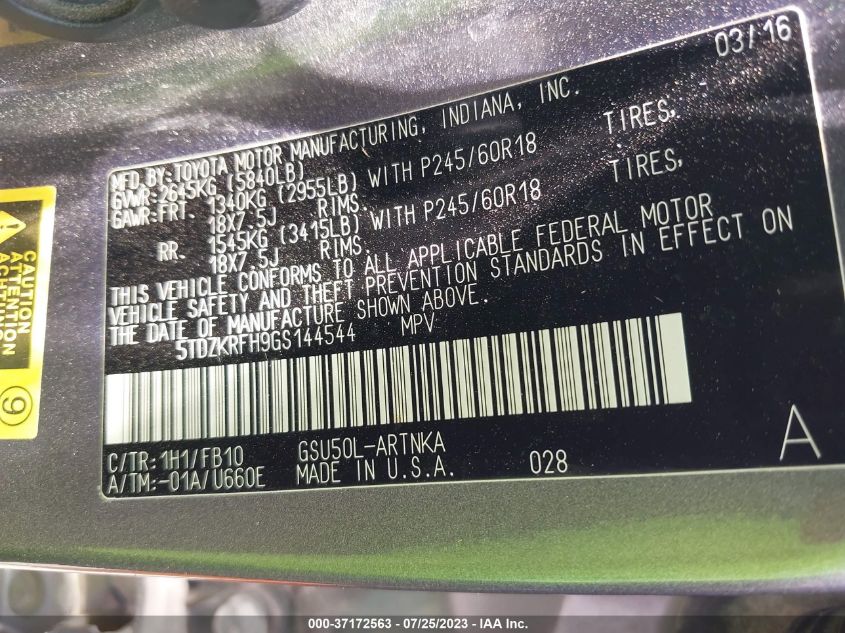 03/16
MFD.BY:TOYOTA MOTOR MANUFACTURING, INDIANA, INC.
GVWR:2645KG (5840LB)
GAWR:FRT. 1340KG (2955LB) WITH P245/60R18 TIRES,
18X7.5J RIMS.
RR. 1545KG (3415LB) WITH P245/60R18 TIRES,
18X7.5J RIMS.
THIS VEHICLE CONFORMS TO ALL APPLICABLE FEDERAL MOTOR
VEHICLE SAFETY AND THEFT PREVENTION STANDARDS IN EFFECT ON
THE DATE OF MANUFACTURE SHOWN ABOVE.
5TDZKRFH9GS144544 MPV
C/TR: 1H1/FB10 GSU50L-ARTNKA
A/TM:-01A/U660E MADE IN U.S.A. 028
A
CAUTION
ATTENTION
ACHTUNG
9
000-37172563 - 07/25/2023 - IAA Inc.